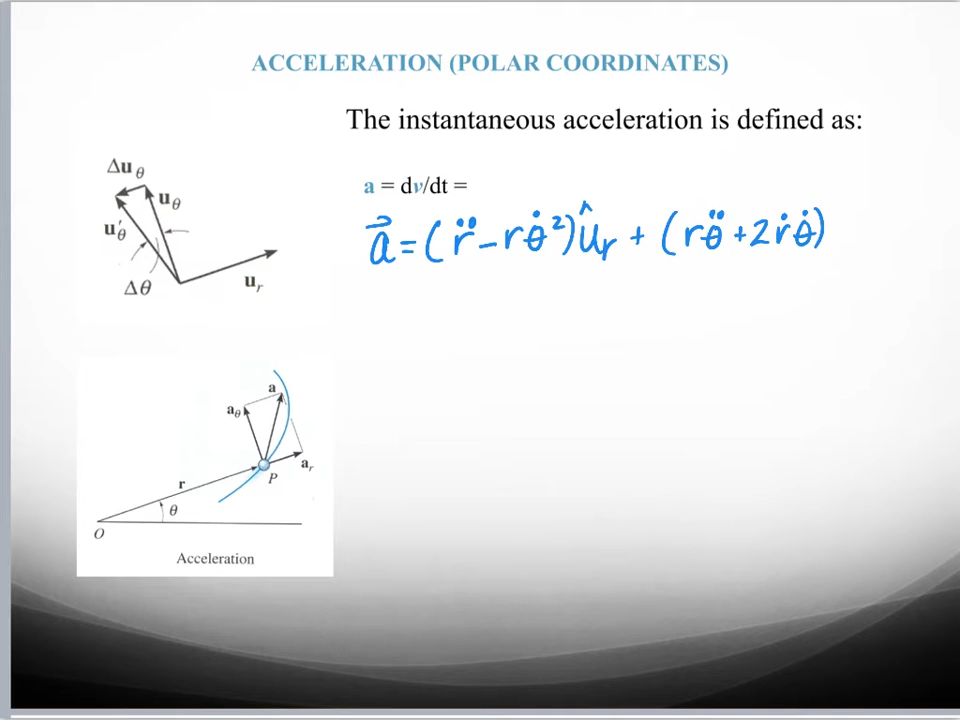 ACCELERATION (POLAR COORDINATES)
The instantaneous acceleration is defined as:
a = dv/dt =
a⃗ = (r̈ - rθ̇²)û_r + (rθ̈ + 2ṙθ̇)
Δu_θ
u_θ
u'_θ
Δθ
u_r
a
a_θ
a_r
P
r
θ
O
Acceleration